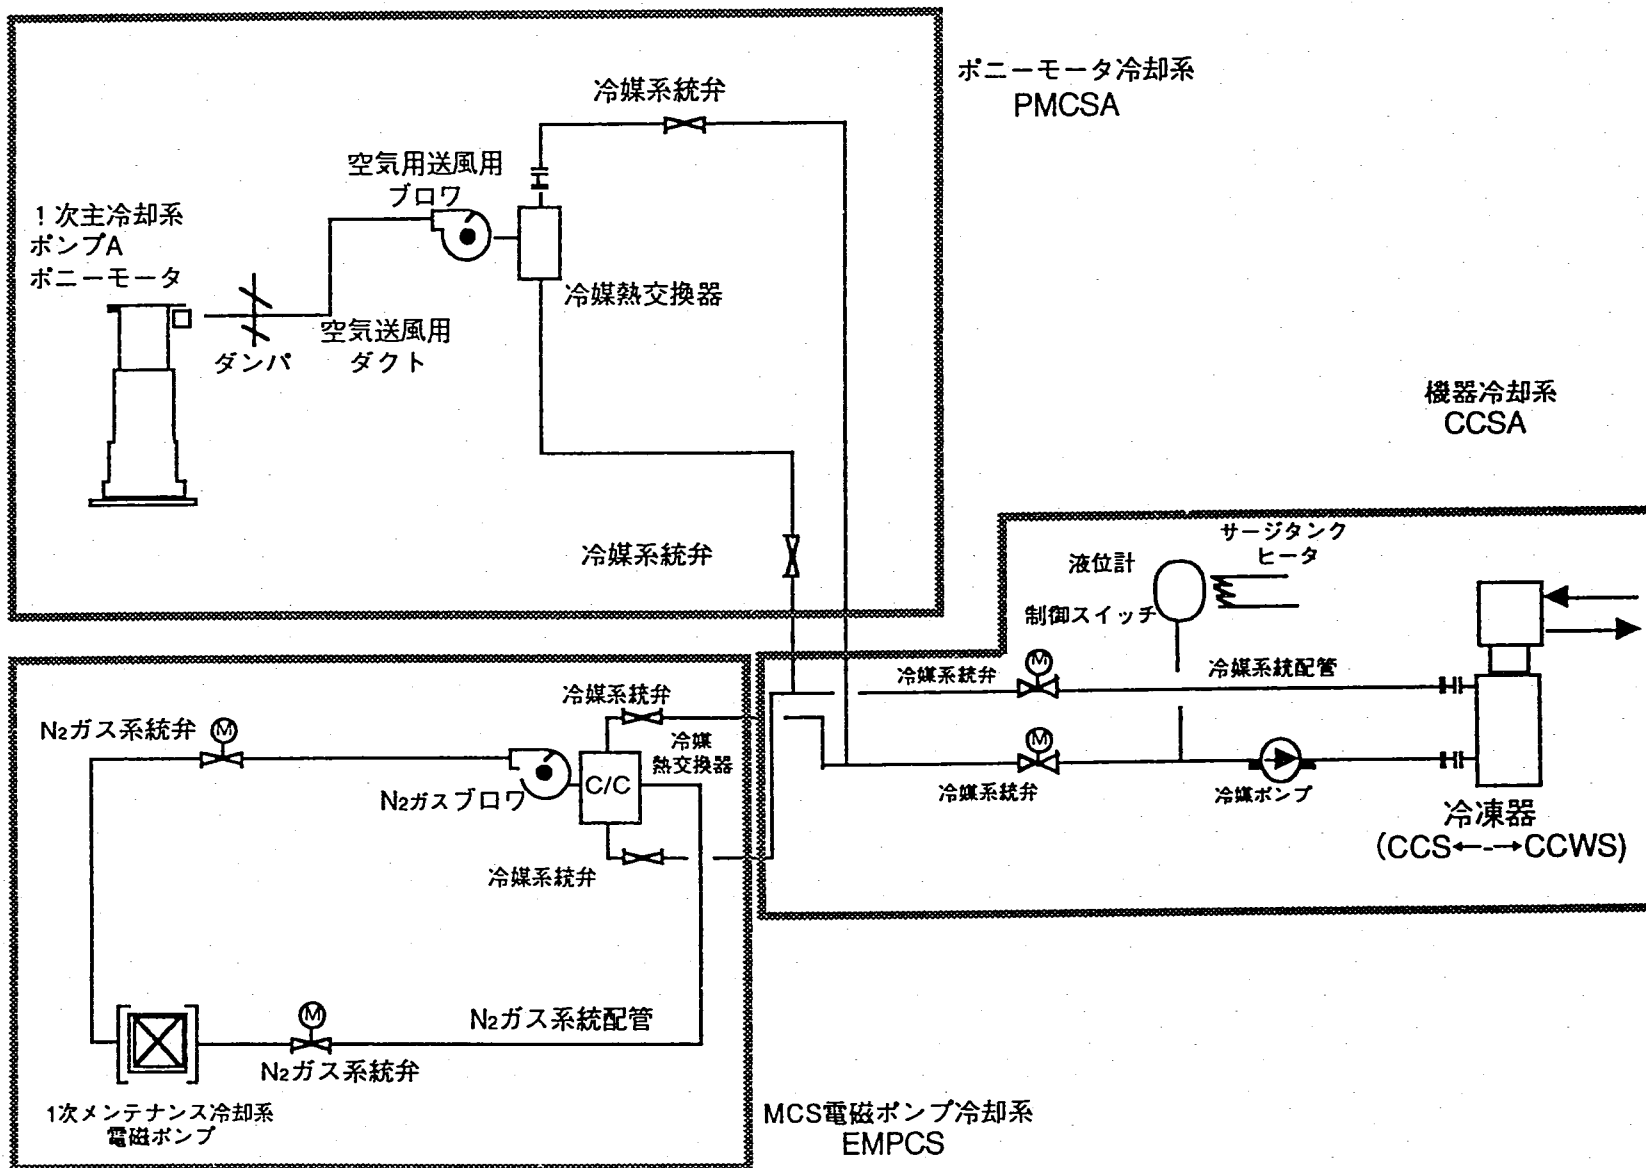 ポニーモータ冷却系
PMCSA
冷媒系統弁
空気用送風用
ブロワ
！次主冷却系
ポンプA
ポニーモータ
冷媒熱交換器
空気送風用
ダクト
ダンパ
機器冷却系
CCSA
冷媒系統弁
サージタンク
ヒータ
液位計
制御スイッチ
冷媒系統弁
M
冷媒系統配管
冷媒系統弁
N2ガス系統弁
M
冷媒
熱交換器
M
C/C
N2ガスブロワ
冷媒系統弁
冷媒ポンプ
冷凍器
(CCS←-→CCWS)
冷媒系統弁
M
N2ガス系統配管
N2ガス系統弁
1次メンテナンス冷却系
電磁ポンプ
MCS電磁ポンプ冷却系
EMPCS